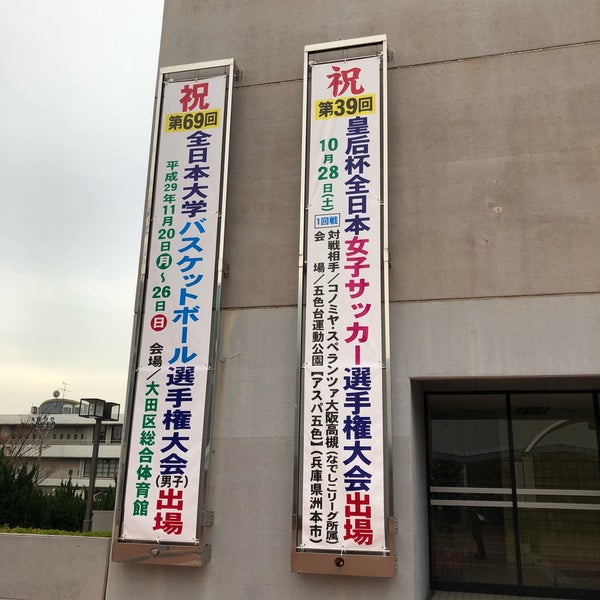 祝
第39回
皇后杯全日本女子サッカー選手権大会出場
10月28日(土)
1回戦
対戦相手/コノミヤ・スペランツァ大阪高槻(なでしこリーグ所属)
会 場/五色台運動公園【アスパ五色】(兵庫県洲本市)
祝
第69回
全日本大学バスケットボール選手権大会(男子)出場
平成29年11月20日(月)〜26日(日)
会場/大田区総合体育館